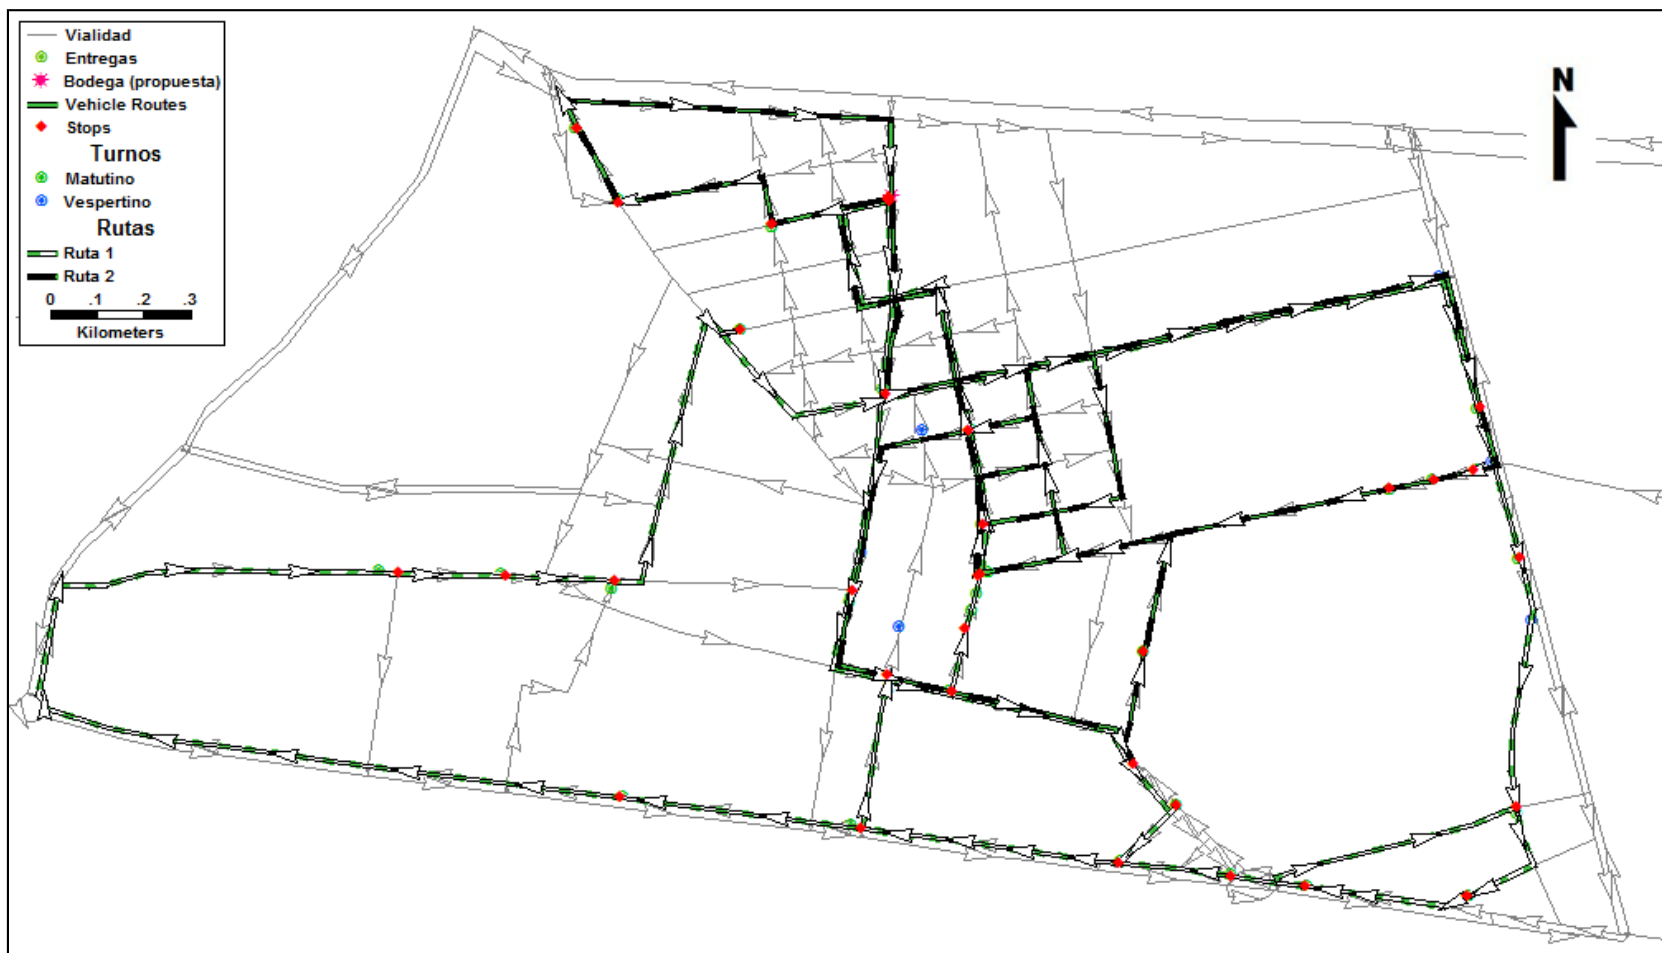 Vialidad
Entregas
Bodega (propuesta)
Vehicle Routes
Stops
Turnos
Matutino
Vespertino
Rutas
Ruta 1
Ruta 2
0 .1 .2 .3
Kilometers
N